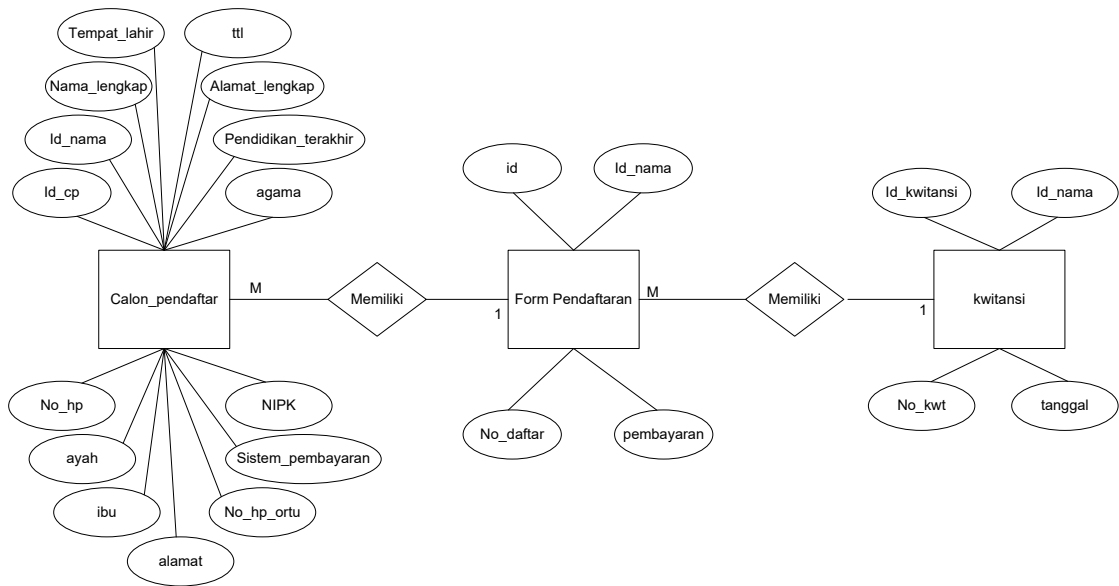 Tempat_lahir
ttl
Nama_lengkap
Alamat_lengkap
Id_nama
Pendidikan_terakhir
Id_cp
agama
id
Id_nama
Id_kwitansi
Id_nama
Calon_pendaftar
M
Memiliki
1
Form Pendaftaran
M
Memiliki
1
kwitansi
No_hp
NIPK
ayah
Sistem_pembayaran
ibu
No_hp_ortu
alamat
No_daftar
pembayaran
No_kwt
tanggal